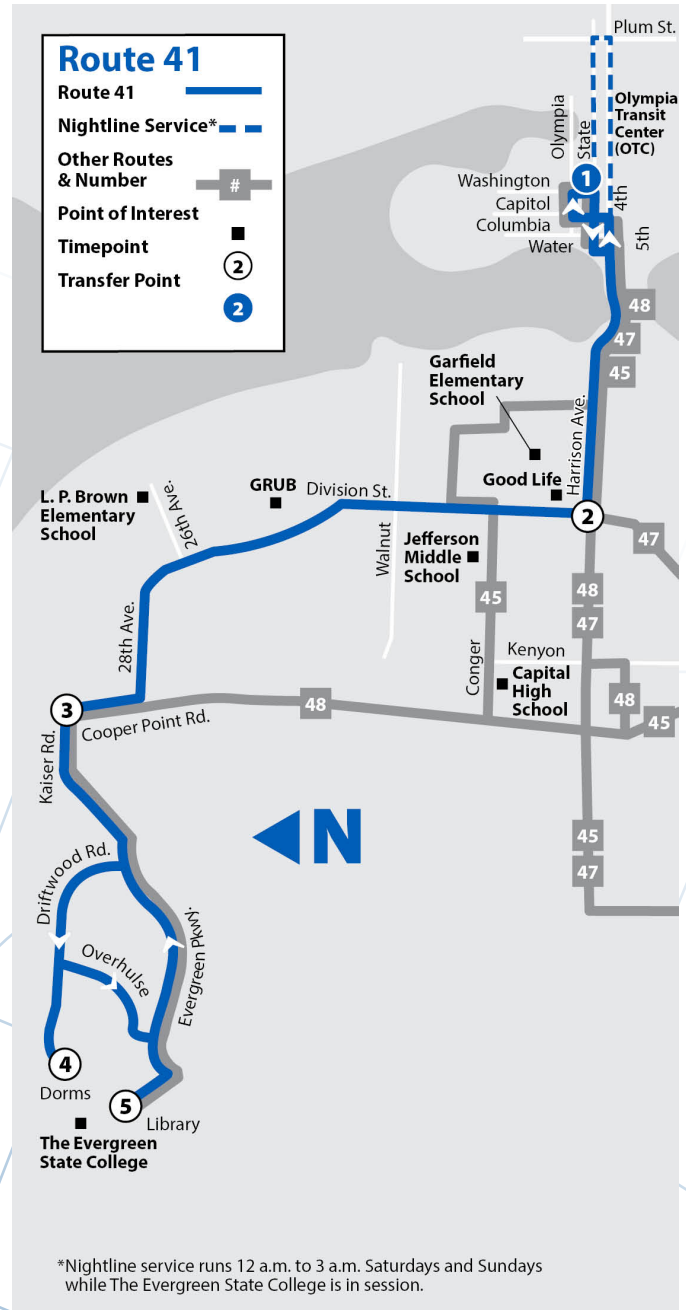 Route 41
Route 41
Nightline Service*
Other Routes
& Number
#
Point of Interest
Timepoint
2
Transfer Point
2
Plum St.
Olympia
Transit
Center
(OTC)
Olympia
State
4th
5th
1
Washington
Capitol
Columbia
Water
48
47
45
Garfield
Elementary
School
Harrison Ave.
Good Life
2
L. P. Brown
Elementary
School
26th Ave.
GRUB
Division St.
Walnut
Jefferson
Middle
School
47
45
48
47
28th Ave.
Conger
Kenyon
Capital
High
School
3
Cooper Point Rd.
48
48
45
Kaiser Rd.
N
45
47
Driftwood Rd.
Overhulse
Evergreen Pkwy.
4
Dorms
5
Library
The Evergreen
State College
*Nightline service runs 12 a.m. to 3 a.m. Saturdays and Sundays
while The Evergreen State College is in session.